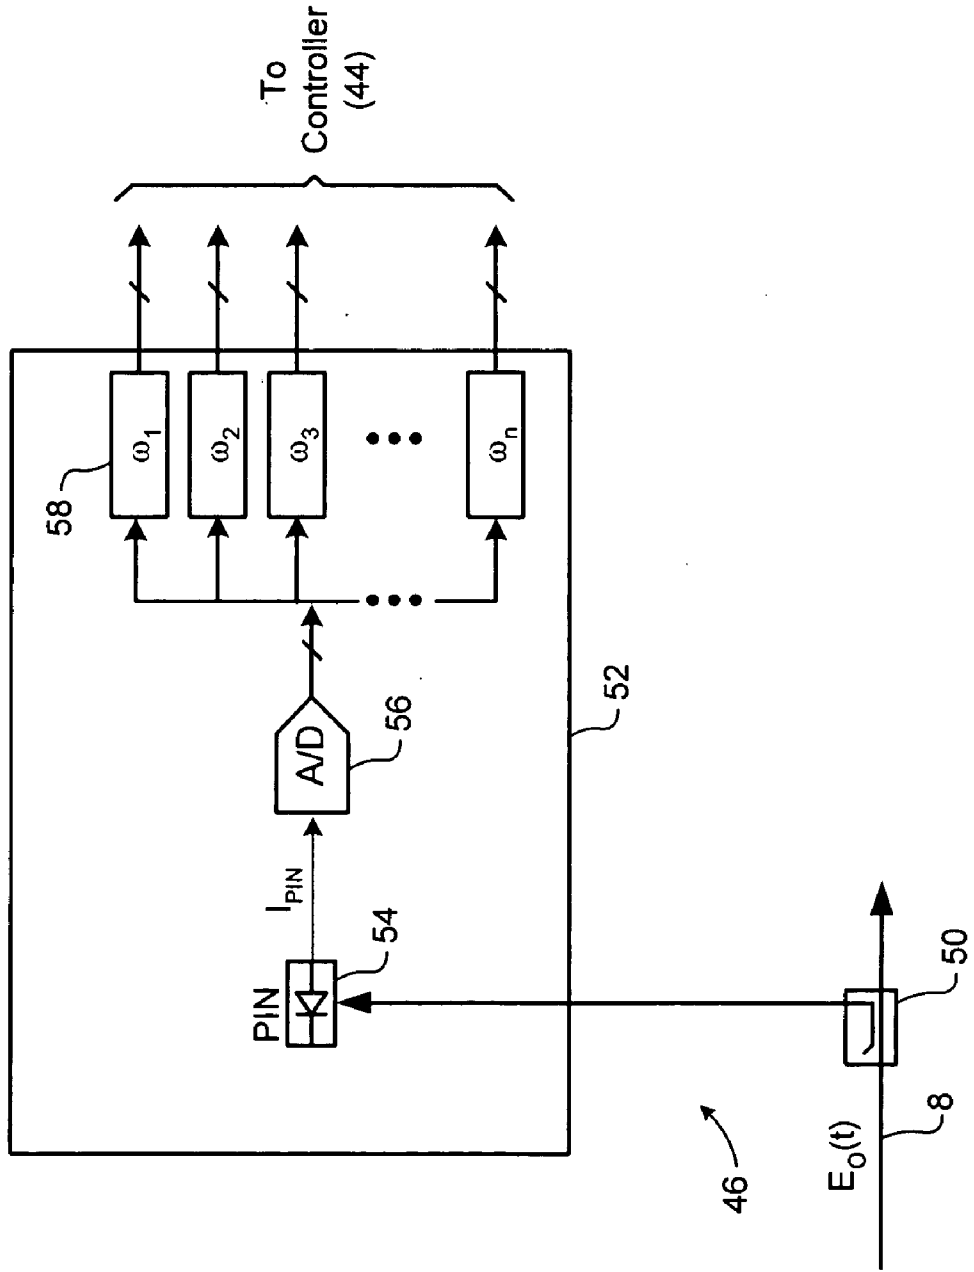 To
Controller
(44)
58
ω1
ω2
ω3
ωn
52
A/D
56
IPIN
PIN
54
50
46
Eo(t)
8